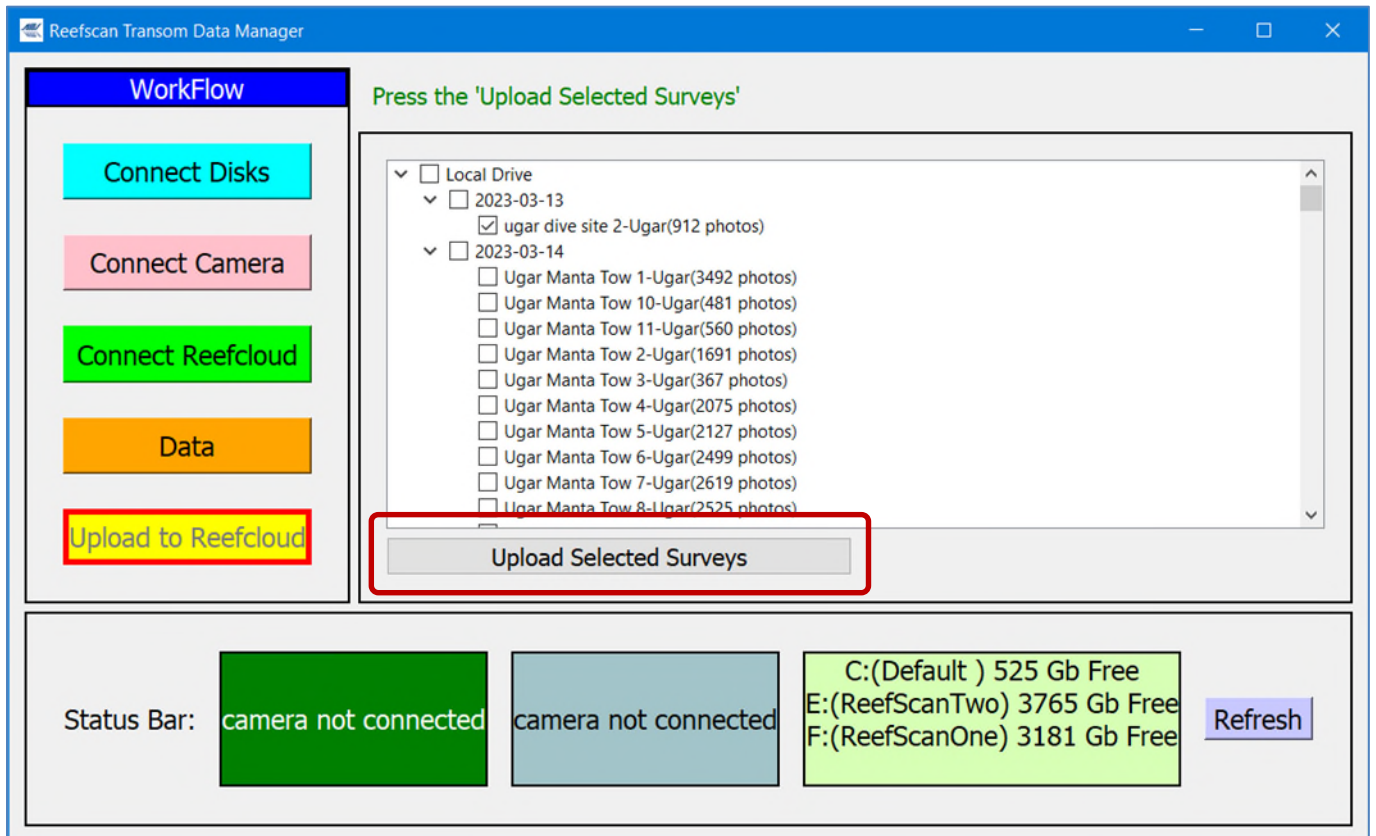 Reefscan Transom Data Manager
WorkFlow
Connect Disks
Connect Camera
Connect Reefcloud
Data
Upload to Reefcloud
Press the 'Upload Selected Surveys'
Local Drive
2023-03-13
ugar dive site 2-Ugar(912 photos)
2023-03-14
Ugar Manta Tow 1-Ugar(3492 photos)
Ugar Manta Tow 10-Ugar(481 photos)
Ugar Manta Tow 11-Ugar(560 photos)
Ugar Manta Tow 2-Ugar(1691 photos)
Ugar Manta Tow 3-Ugar(367 photos)
Ugar Manta Tow 4-Ugar(2075 photos)
Ugar Manta Tow 5-Ugar(2127 photos)
Ugar Manta Tow 6-Ugar(2499 photos)
Ugar Manta Tow 7-Ugar(2619 photos)
Ugar Manta Tow 8-Ugar(2525 photos)
Upload Selected Surveys
Status Bar:
camera not connected
camera not connected
C:(Default ) 525 Gb Free
E:(ReefScanTwo) 3765 Gb Free
F:(ReefScanOne) 3181 Gb Free
Refresh